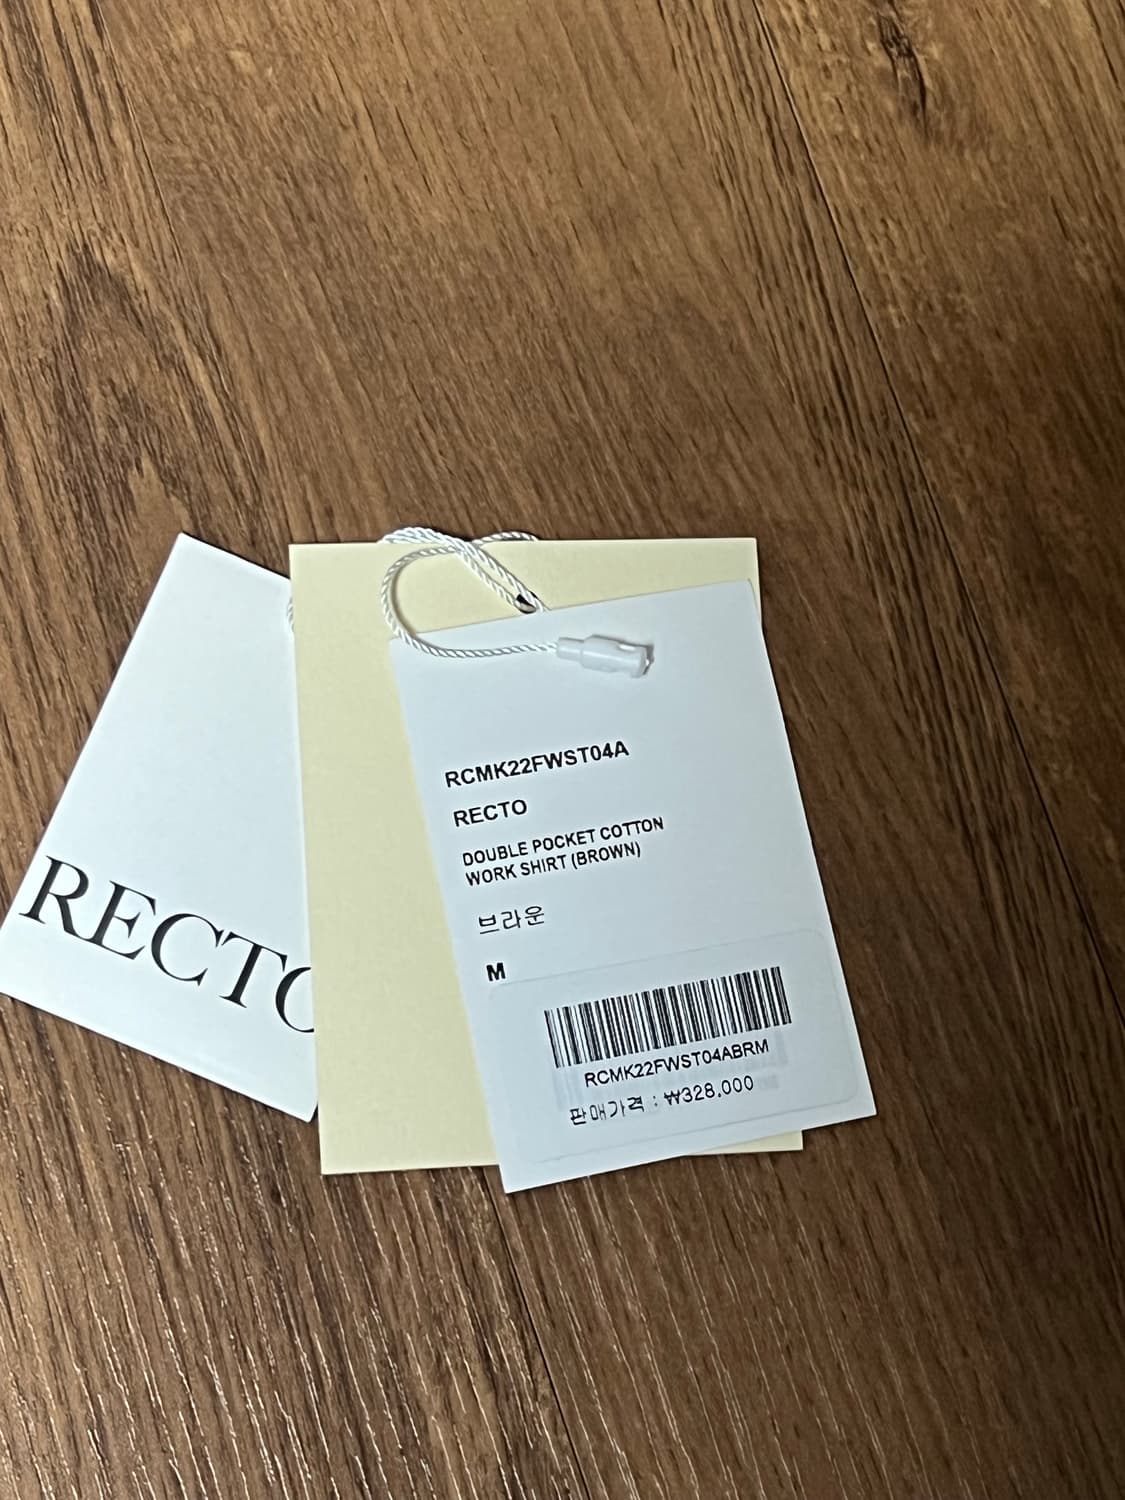 RECTO
RCMK22FWST04A
RECTO
DOUBLE POCKET COTTON
WORK SHIRT (BROWN)
브라운
M
RCMK22FWST04ABRM
판매가격 : ₩328,000